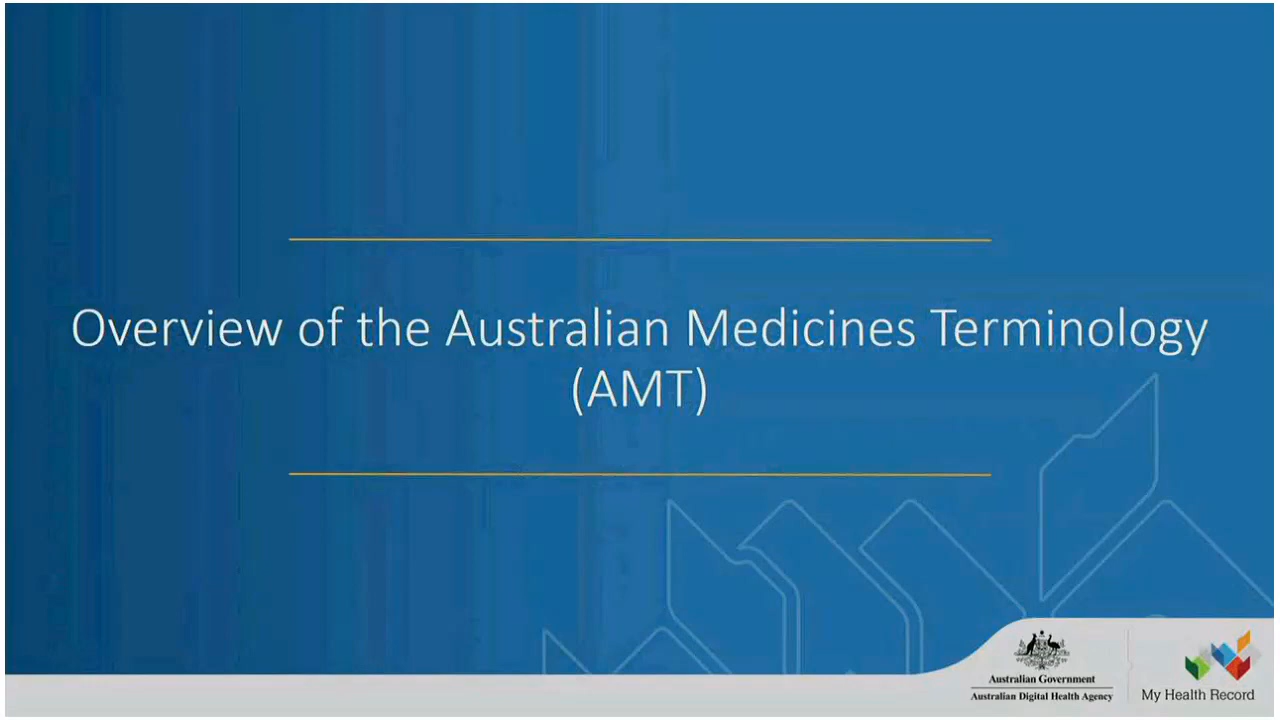 Overview of the Australian Medicines Terminology
(AMT)
Australian Government
Australian Digital Health Agency
My Health Record